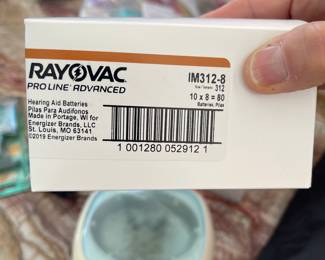 RAYOVAC
PROLINE ADVANCED
IM312-8
312
10 x 8 = 80
Batteries, Pilas
Hearing Aid Batteries
Pilas Para Audífonos
Made in Portage, WI for
Energizer Brands, LLC
St. Louis, MO 63141
©2019 Energizer Brands
1 001280 052912 1